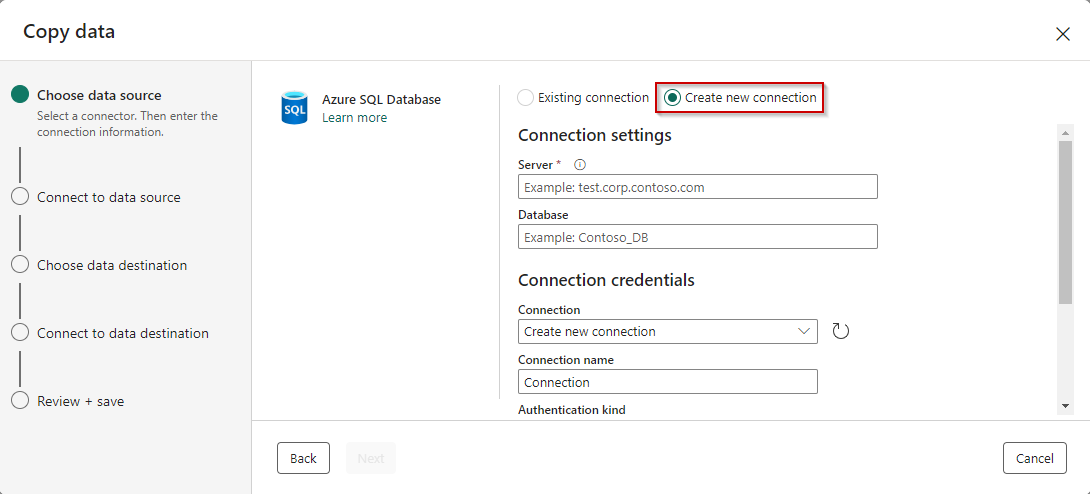 Copy data
Choose data source
Select a connector. Then enter the
connection information.
Connect to data source
Choose data destination
Connect to data destination
Review + save
SQL
Azure SQL Database
Learn more
Existing connection
Create new connection
Connection settings
Server *
Example: test.corp.contoso.com
Database
Example: Contoso_DB
Connection credentials
Connection
Create new connection
Connection name
Connection
Authentication kind
Back
Next
Cancel